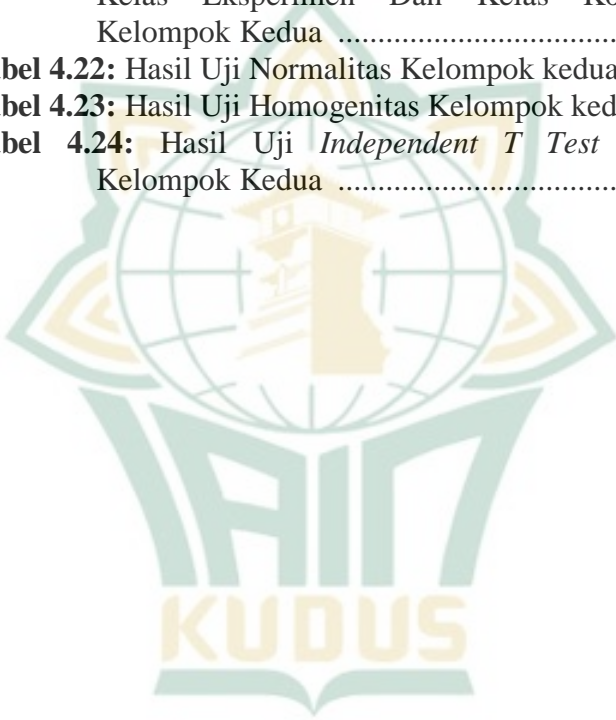 Kelas Eksperimen Dan Kelas Ko
Kelompok Kedua ..................................
bel 4.22: Hasil Uji Normalitas Kelompok kedua
bel 4.23: Hasil Uji Homogenitas Kelompok ked
bel 4.24: Hasil Uji Independent T Test
Kelompok Kedua ..................................
IAIN
KUDUS